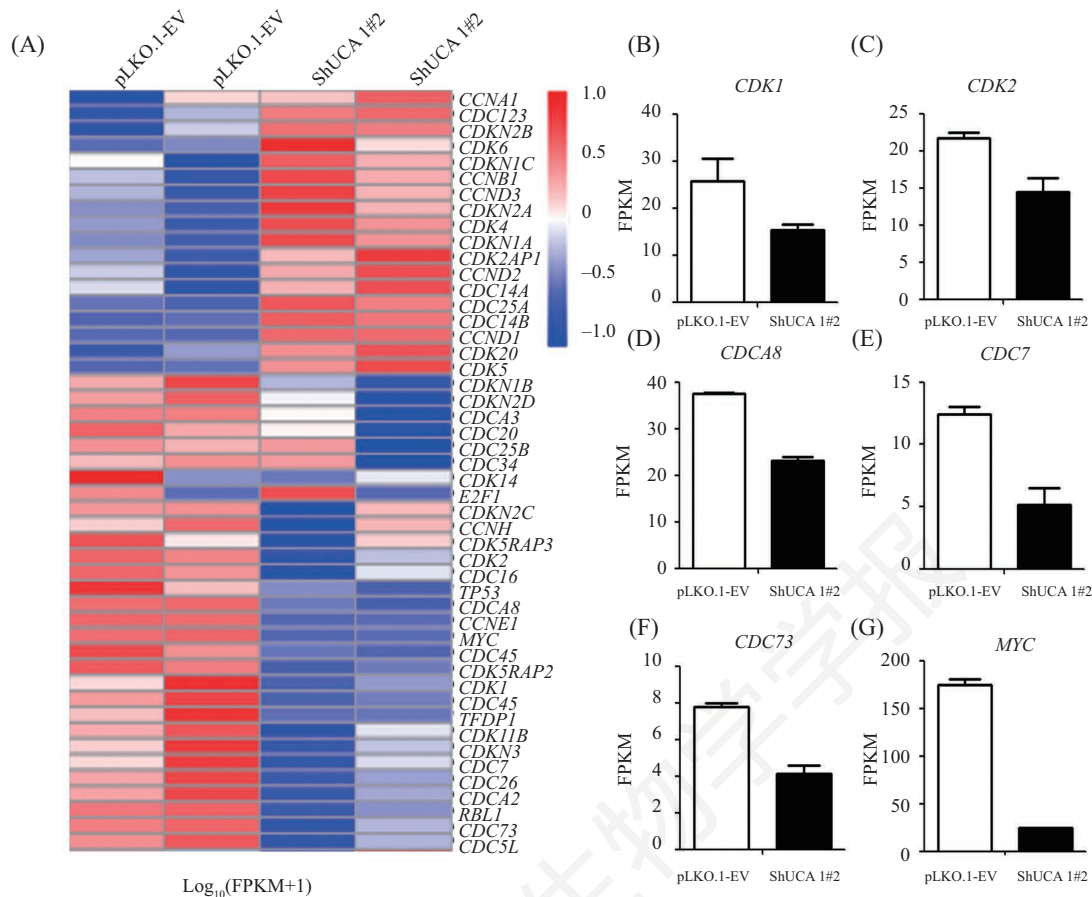 (A)
pLKO.1-EV
pLKO.1-EV
ShUCA 1#2
ShUCA 1#2
CCNA1
CDC123
CDKN2B
CDK6
CDKN1C
CCNB1
CCND3
CDKN2A
CDK4
CDKN1A
CDK2AP1
CCND2
CDC14A
CDC25A
CDC14B
CCND1
CDK20
CDK5
CDKN1B
CDKN2D
CDCA3
CDC20
CDC25B
CDC34
CDK14
E2F1
CDKN2C
CCNH
CDK5RAP3
CDK2
CDC16
TP53
CDCA8
CCNE1
MYC
CDC45
CDK5RAP2
CDK1
CDC45
TFDP1
CDK11B
CDKN3
CDC7
CDC26
CDCA2
RBL1
CDC73
CDC5L
Log10(FPKM+1)
1.0
0.5
0
−0.5
−1.0
(B)
CDK1
FPKM
40
30
20
10
0
pLKO.1-EV ShUCA 1#2
(C)
CDK2
FPKM
25
20
15
10
5
0
pLKO.1-EV ShUCA 1#2
(D)
CDCA8
FPKM
40
30
20
10
0
pLKO.1-EV ShUCA 1#2
(E)
CDC7
FPKM
15
10
5
0
pLKO.1-EV ShUCA 1#2
(F)
CDC73
FPKM
10
8
6
4
2
0
pLKO.1-EV ShUCA 1#2
(G)
MYC
FPKM
200
150
100
50
0
pLKO.1-EV ShUCA 1#2
生物学学报